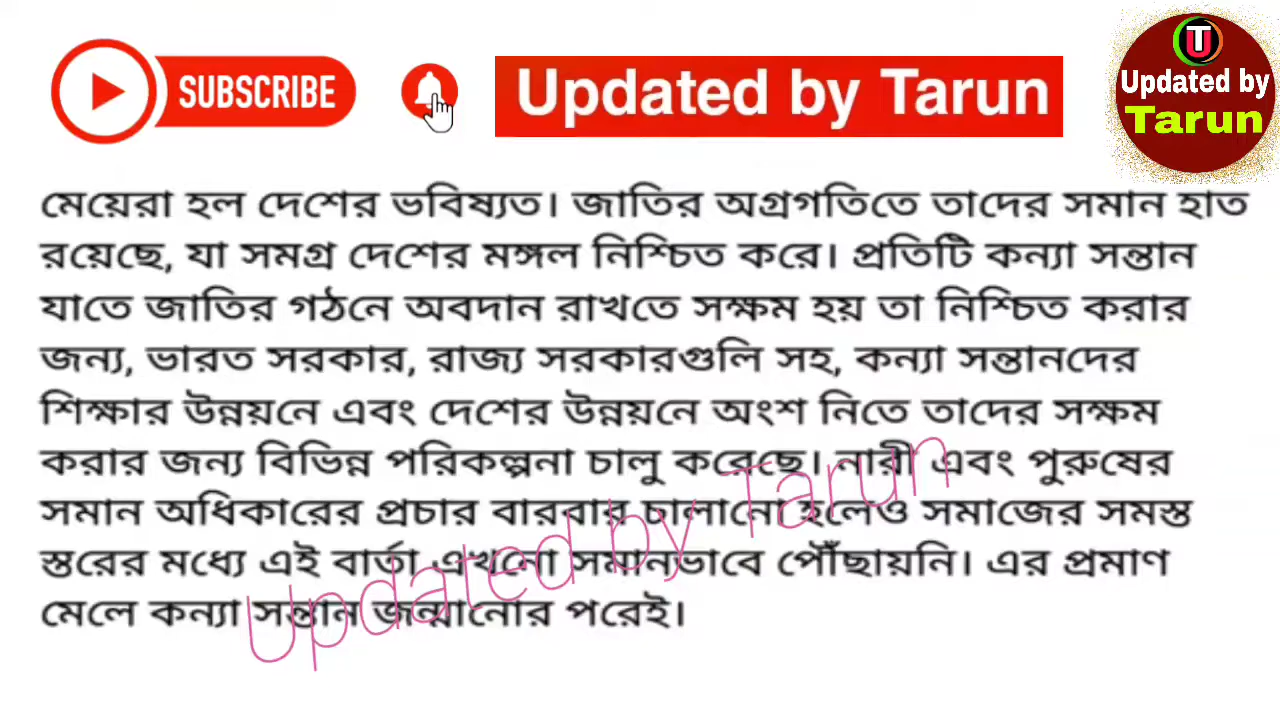 SUBSCRIBE
Updated by Tarun
TU
Updated by
Tarun
মেয়েরা হল দেশের ভবিষ্যত। জাতির অগ্রগতিতে তাদের সমান হাত
রয়েছে, যা সমগ্র দেশের মঙ্গল নিশ্চিত করে। প্রতিটি কন্যা সন্তান
যাতে জাতির গঠনে অবদান রাখতে সক্ষম হয় তা নিশ্চিত করার
জন্য, ভারত সরকার, রাজ্য সরকারগুলি সহ, কন্যা সন্তানদের
শিক্ষার উন্নয়নে এবং দেশের উন্নয়নে অংশ নিতে তাদের সক্ষম
করার জন্য বিভিন্ন পরিকল্পনা চালু করেছে। নারী এবং পুরুষের
সমান অধিকারের প্রচার বারবার চালানো হলেও সমাজের সমস্ত
স্তরের মধ্যে এই বার্তা এখনো সমানভাবে পৌঁছায়নি। এর প্রমাণ
মেলে কন্যা সন্তান জন্মানোর পরেই।
Updated by Tarun